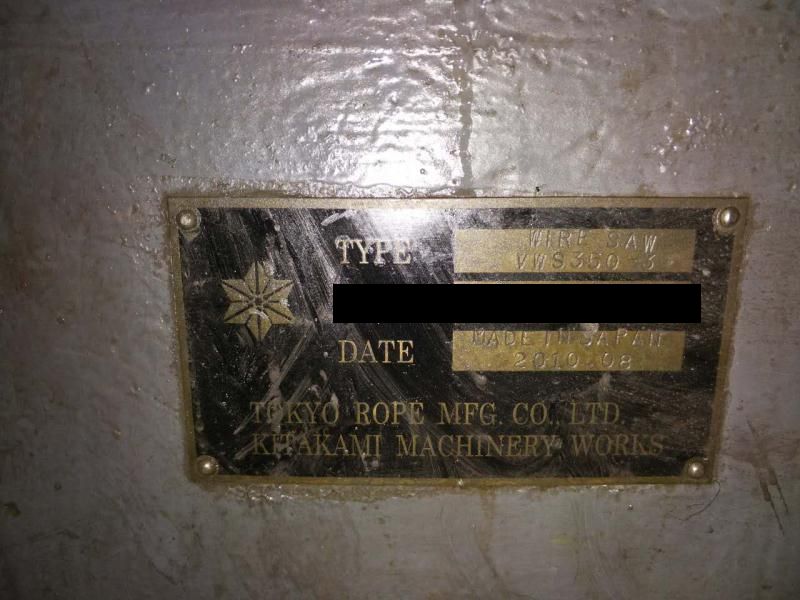 TYPE WIRE SAW
VWS350-3
MADE IN JAPAN
DATE 2010-08
TOKYO ROPE MFG. CO., LTD.
KITAKAMI MACHINERY WORKS